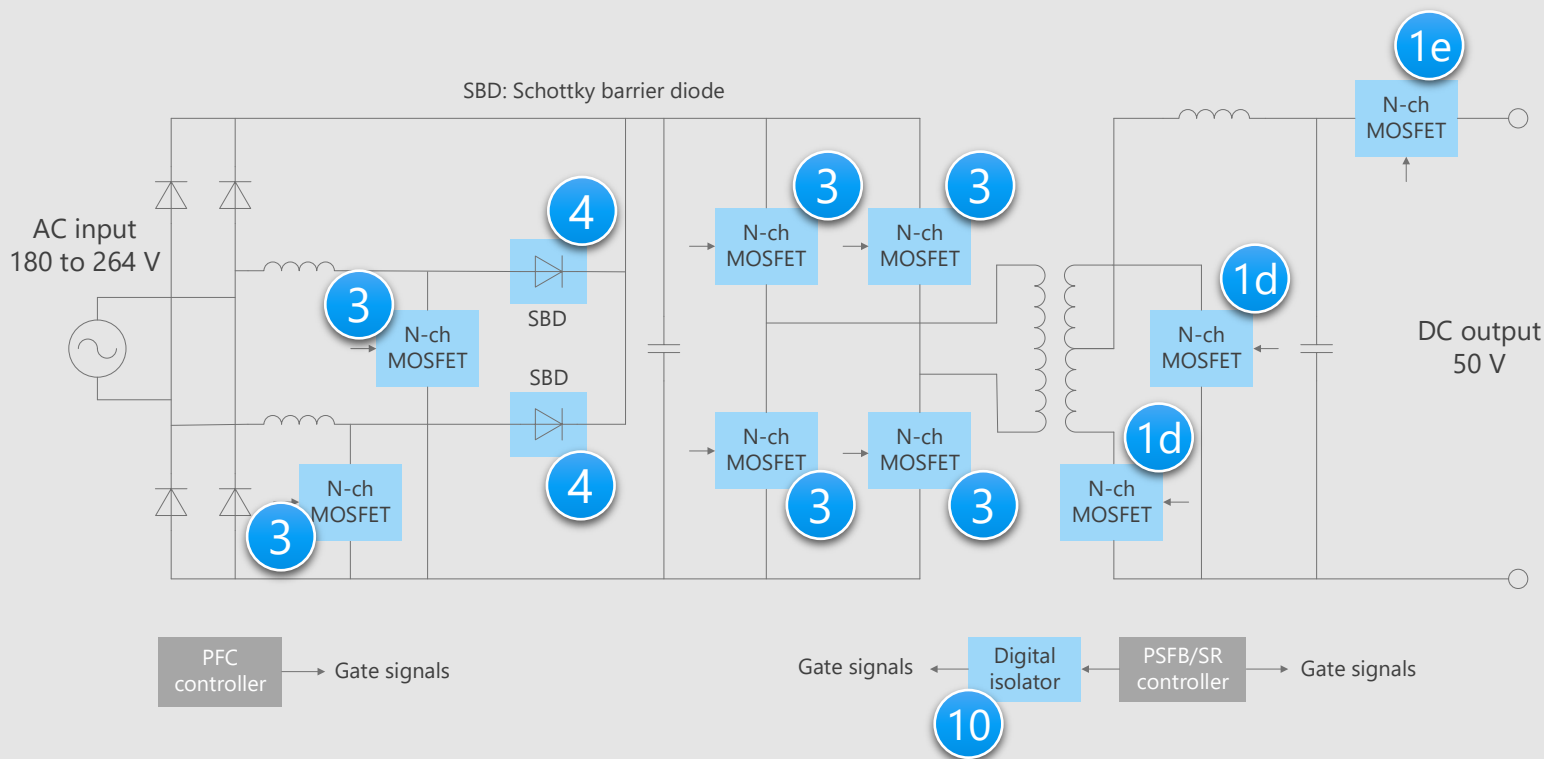 1e
SBD: Schottky barrier diode
N-ch
MOSFET
3
3
4
AC input
180 to 264 V
N-ch
MOSFET
N-ch
MOSFET
1d
3
SBD
N-ch
MOSFET
N-ch
MOSFET
DC output
50 V
SBD
N-ch
MOSFET
N-ch
MOSFET
1d
4
N-ch
MOSFET
3
3
N-ch
MOSFET
3
PFC
controller
Gate signals
Gate signals
Digital
isolator
PSFB/SR
controller
Gate signals
10